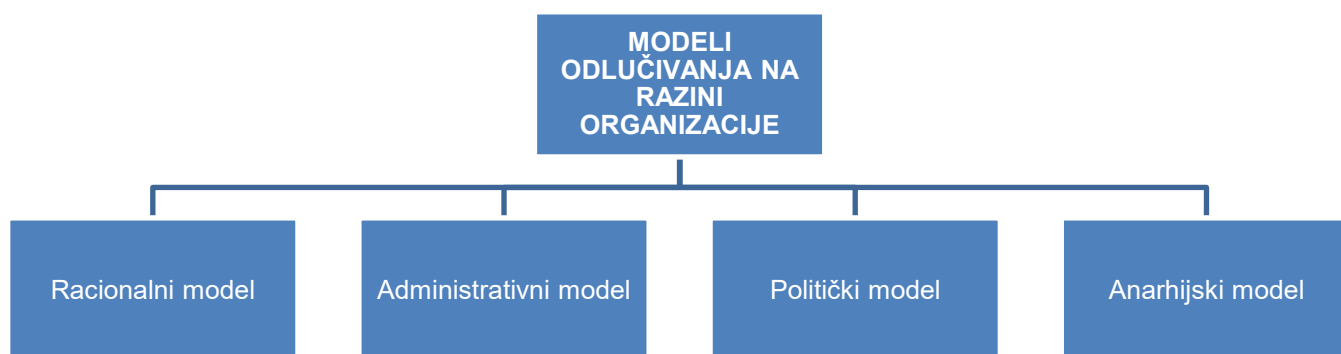 MODELI
ODLUČIVANJA NA
RAZINI
ORGANIZACIJE
Racionalni model
Administrativni model
Politički model
Anarhijski model